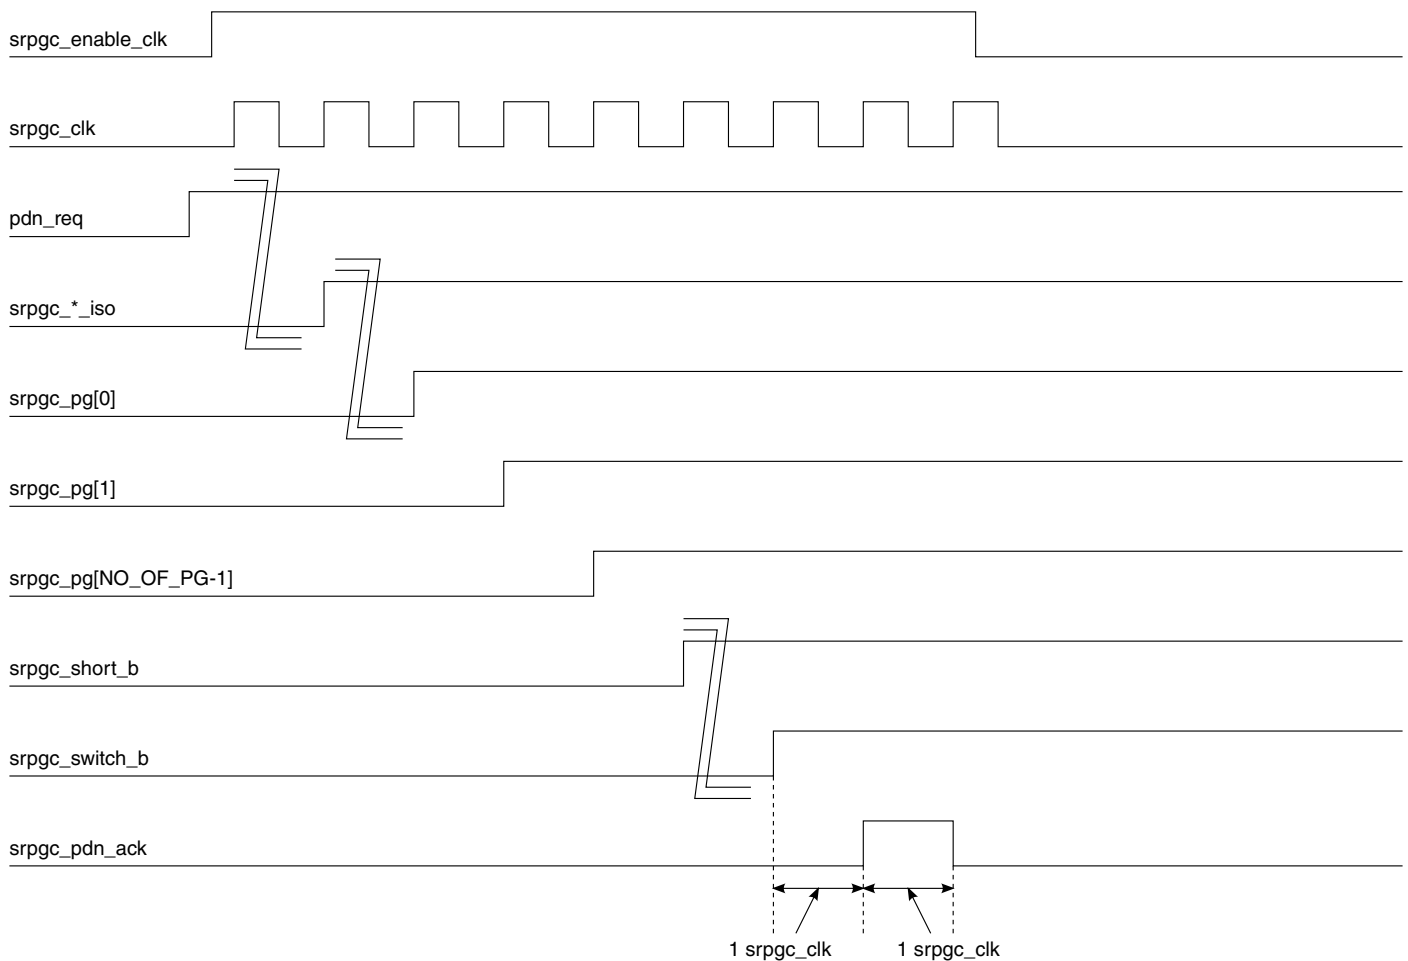 srpgc_enable_clk
srpgc_clk
pdn_req
srpgc_*_iso
srpgc_pg[0]
srpgc_pg[1]
srpgc_pg[NO_OF_PG-1]
srpgc_short_b
srpgc_switch_b
srpgc_pdn_ack
1 srpgc_clk
1 srpgc_clk